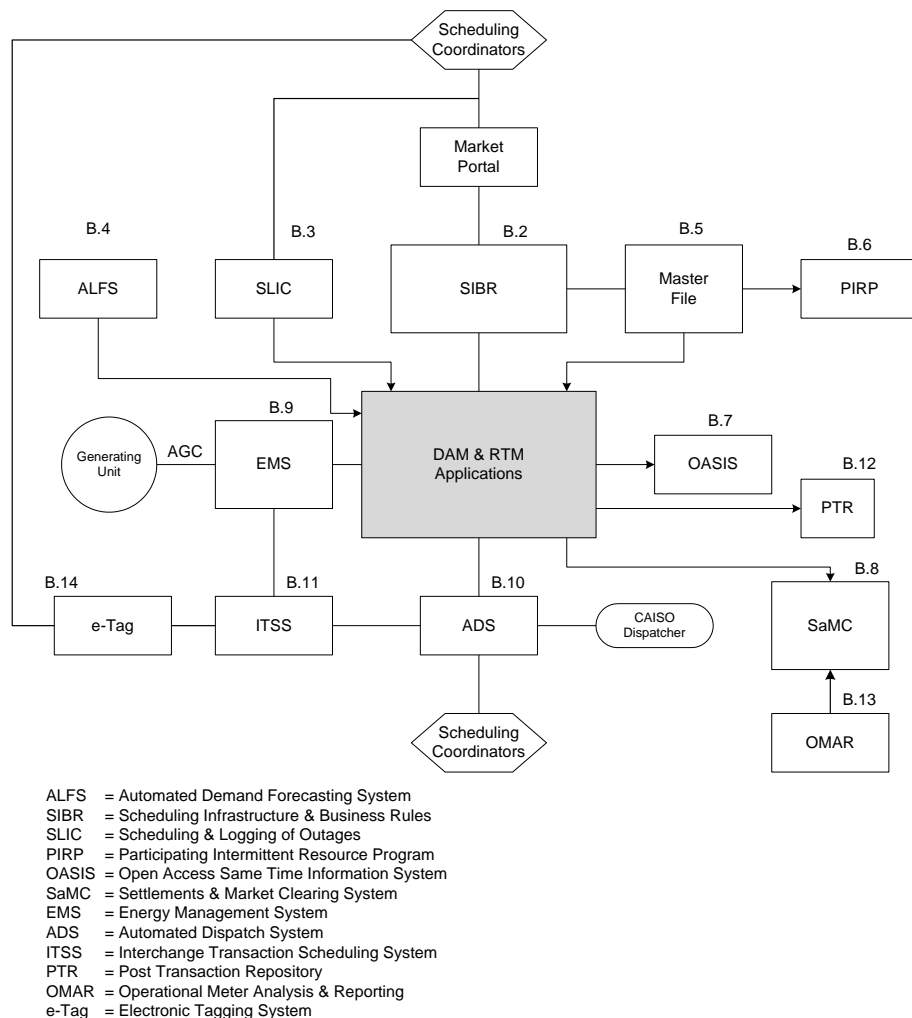 Scheduling
Coordinators
Market
Portal
B.4
B.3
B.2
B.5
B.6
ALFS
SLIC
SIBR
Master
File
PIRP
B.9
B.7
Generating
Unit
AGC
EMS
DAM & RTM
Applications
OASIS
B.12
PTR
B.14
B.11
B.10
B.8
e-Tag
ITSS
ADS
CAISO
Dispatcher
SaMC
B.13
Scheduling
Coordinators
OMAR
ALFS = Automated Demand Forecasting System
SIBR = Scheduling Infrastructure & Business Rules
SLIC = Scheduling & Logging of Outages
PIRP = Participating Intermittent Resource Program
OASIS = Open Access Same Time Information System
SaMC = Settlements & Market Clearing System
EMS = Energy Management System
ADS = Automated Dispatch System
ITSS = Interchange Transaction Scheduling System
PTR = Post Transaction Repository
OMAR = Operational Meter Analysis & Reporting
e-Tag = Electronic Tagging System